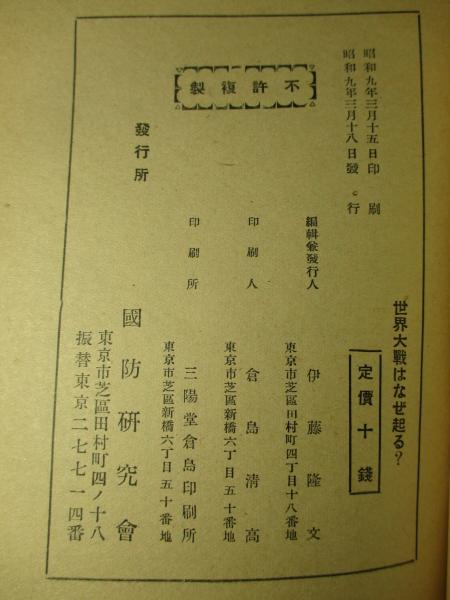 世界大戰はなぜ起る?
定價十錢
昭和九年三月十五日印刷
昭和九年三月十八日發行
不許複製
編輯兼發行人
東京市芝區田村町四丁目十八番地
伊藤隆文
印刷人
東京市芝區新橋六丁目五十番地
倉島清高
印刷所
東京市芝區新橋六丁目五十番地
三陽堂倉島印刷所
發行所
國防研究會
東京市芝區田村町四ノ十八
振替東京二七七一四番